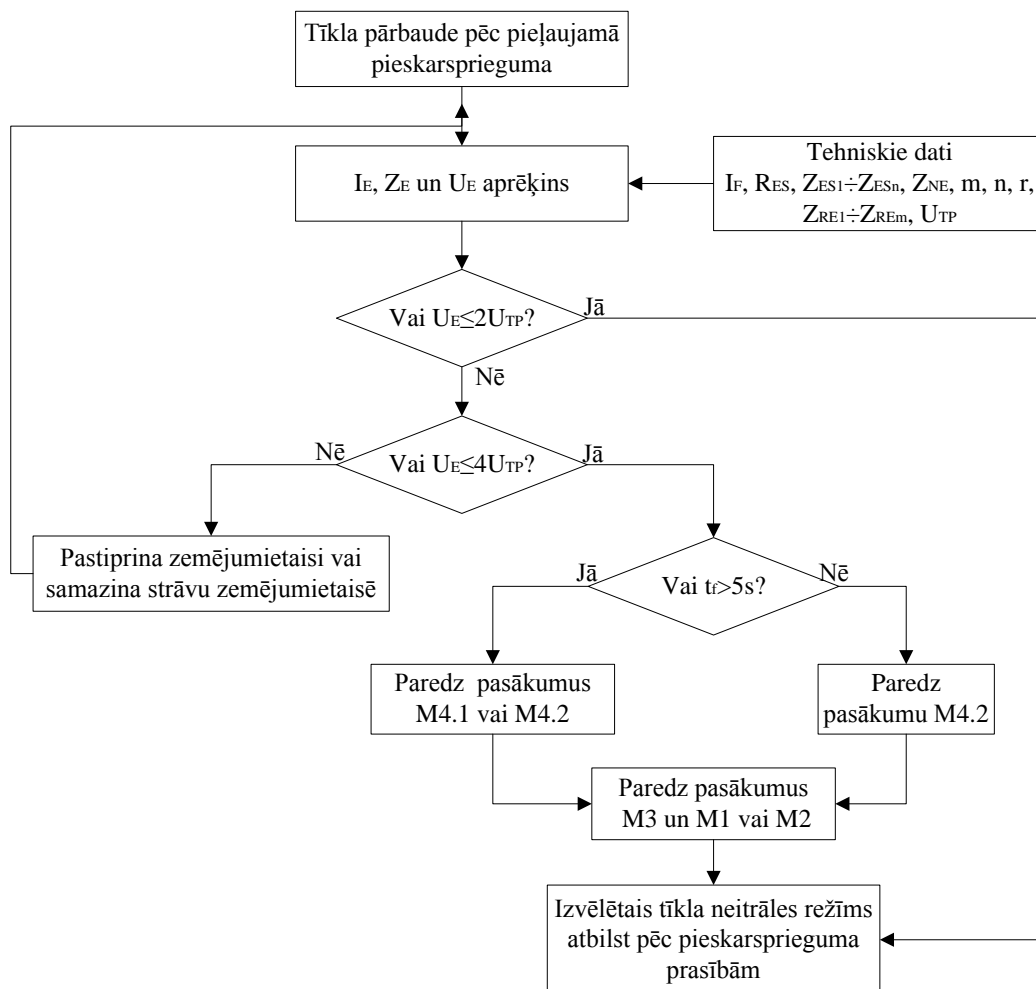 Tīkla pārbaude pēc pieļaujamā
pieskarsprieguma
IE, ZE un UE aprēķins
Tehniskie dati
IF, RES, ZES1÷ZESn, ZNE, m, n, r,
ZRE1÷ZREm, UTP
Vai UE≤2UTP?
Jā
Nē
Vai UE≤4UTP?
Nē
Jā
Pastiprina zemējumietaisi vai
samazina strāvu zemējumietaisē
Vai tf>5s?
Jā
Nē
Paredz pasākumus
M4.1 vai M4.2
Paredz
pasākumu M4.2
Paredz pasākumus
M3 un M1 vai M2
Izvēlētais tīkla neitrāles režīms
atbilst pēc pieskarsprieguma
prasībām